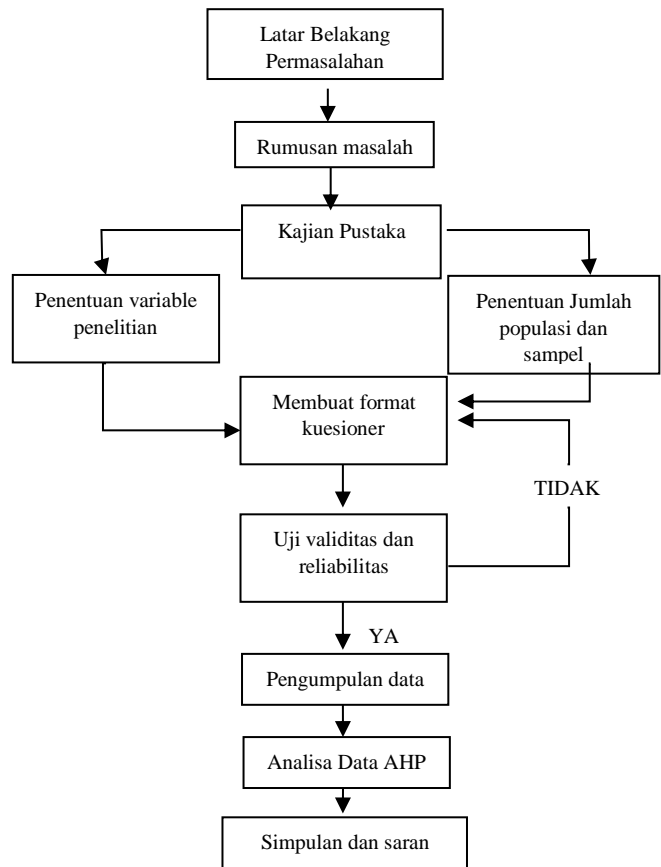 Latar Belakang
Permasalahan
Rumusan masalah
Kajian Pustaka
Penentuan variable
penelitian
Penentuan Jumlah
populasi dan
sampel
Membuat format
kuesioner
TIDAK
Uji validitas dan
reliabilitas
YA
Pengumpulan data
Analisa Data AHP
Simpulan dan saran